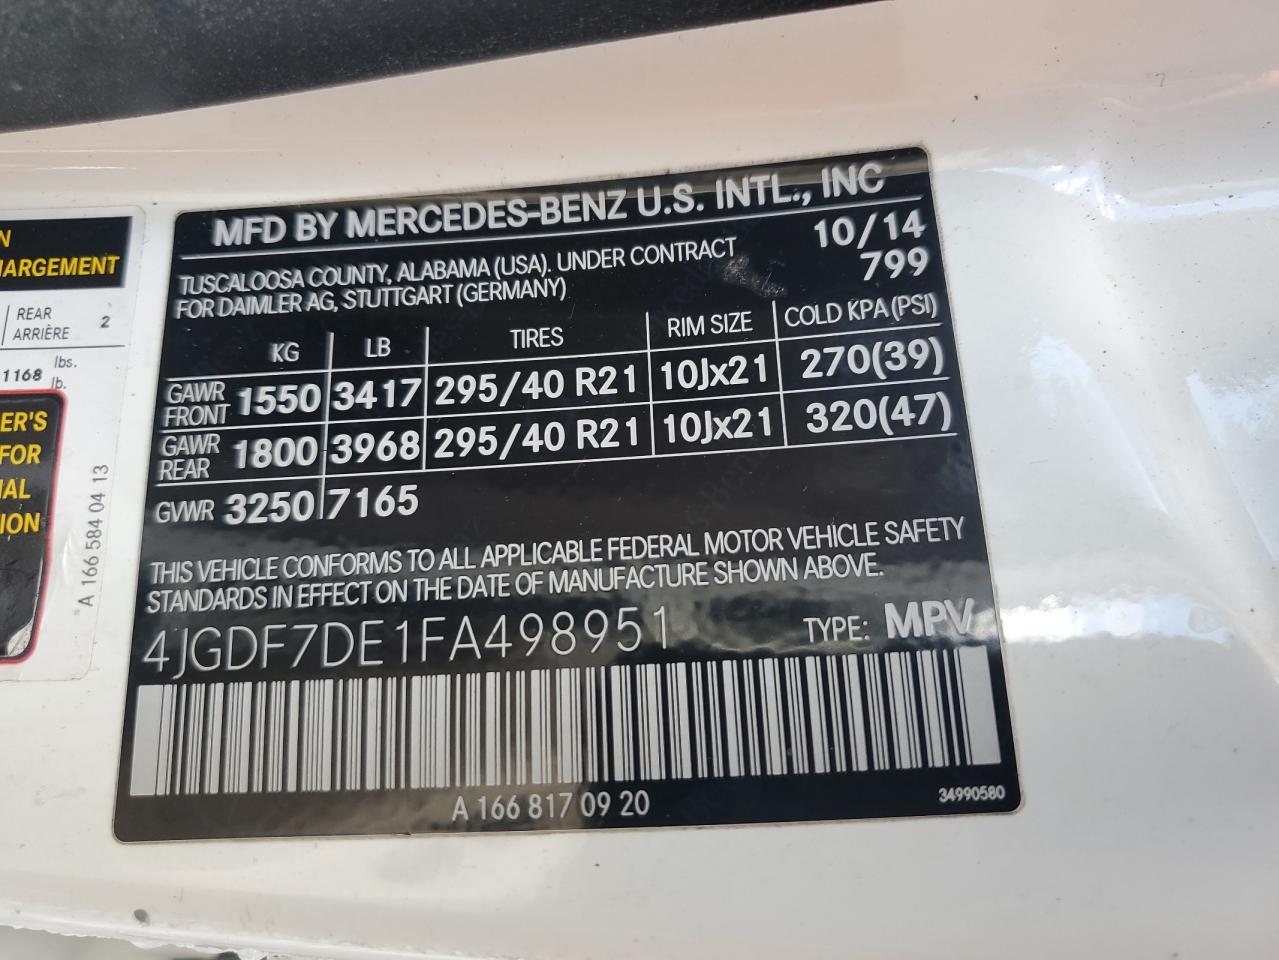 MFD BY MERCEDES-BENZ U.S. INTL., INC
TUSCALOOSA COUNTY, ALABAMA (USA). UNDER CONTRACT
FOR DAIMLER AG, STUTTGART (GERMANY)
10/14
799
KG LB TIRES RIM SIZE COLD KPA (PSI)
GAWR FRONT 1550 3417 295/40 R21 10Jx21 270(39)
GAWR REAR 1800 3968 295/40 R21 10Jx21 320(47)
GVWR 3250 7165
THIS VEHICLE CONFORMS TO ALL APPLICABLE FEDERAL MOTOR VEHICLE SAFETY
STANDARDS IN EFFECT ON THE DATE OF MANUFACTURE SHOWN ABOVE.
4JGDF7DE1FA498951 TYPE: MPV
A 166 817 09 20
34990580
N
HARGEMENT
REAR
ARRIÈRE 2
1168 lbs.
lb.
ER'S
FOR
IAL
ION
A 166 584 04 13